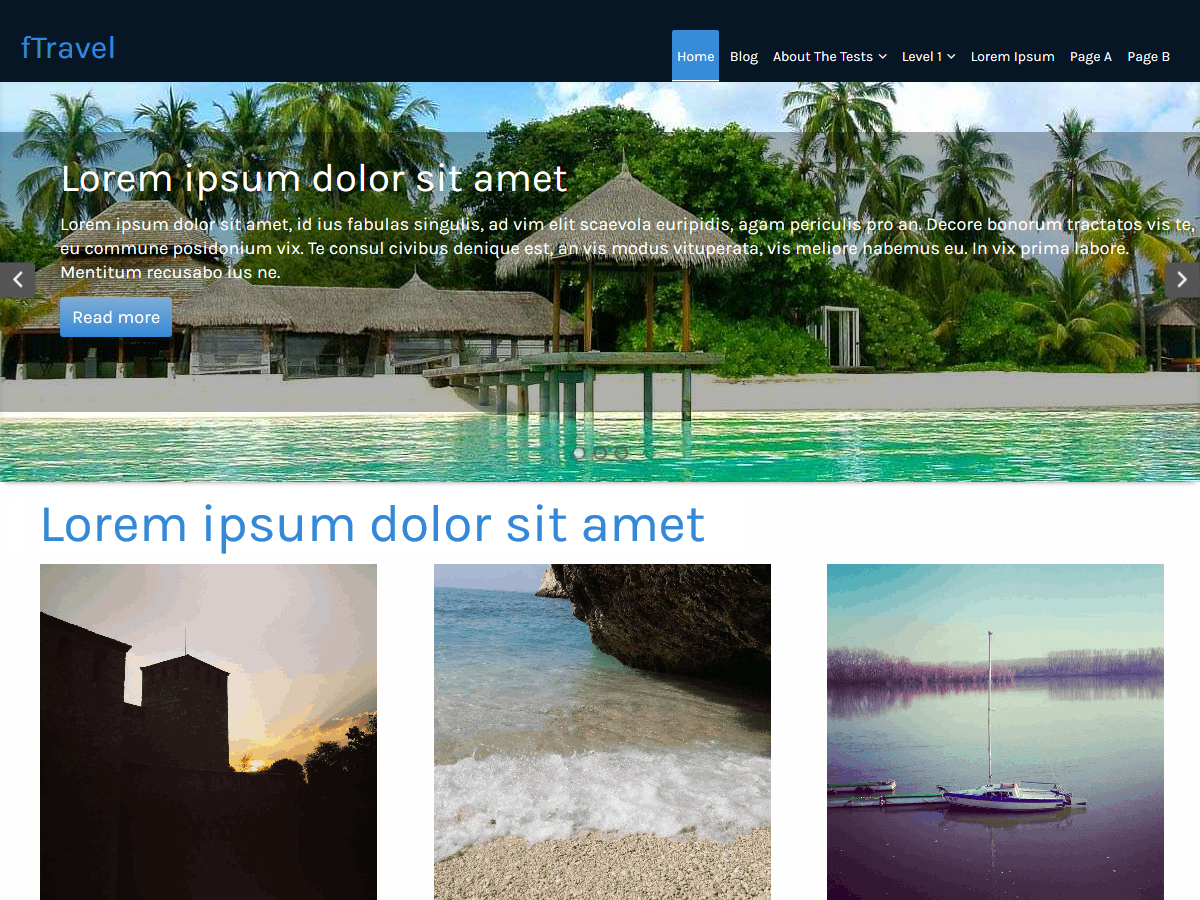 fTravel
Home Blog About The Tests Level 1 Lorem Ipsum Page A Page B
Lorem ipsum dolor sit amet
Lorem ipsum dolor sit amet, id ius fabulas singulis, ad vim elit scaevola euripidis, agam periculis pro an. Decore bonorum tractatos vis te,
eu commune posidonium vix. Te consul civibus denique est, an vis modus vituperata, vis meliore habemus eu. In vix prima labore.
Mentitum recusabo ius ne.
Read more
Lorem ipsum dolor sit amet